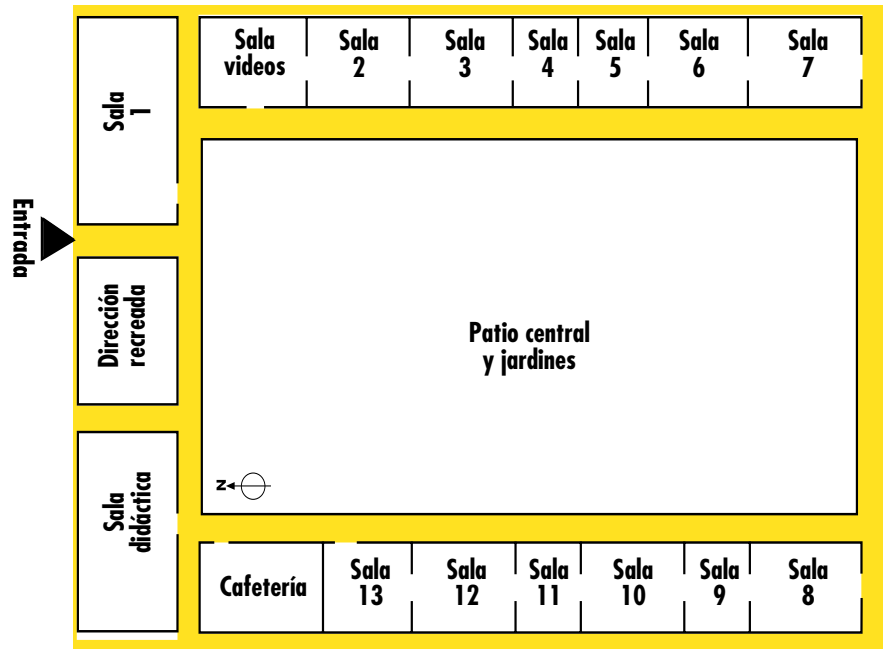 Sala
1
Sala
videos
Sala
2
Sala
3
Sala
4
Sala
5
Sala
6
Sala
7
Entrada
Dirección
recreada
Patio central
y jardines
N
Sala
didáctica
Cafetería
Sala
13
Sala
12
Sala
11
Sala
10
Sala
9
Sala
8